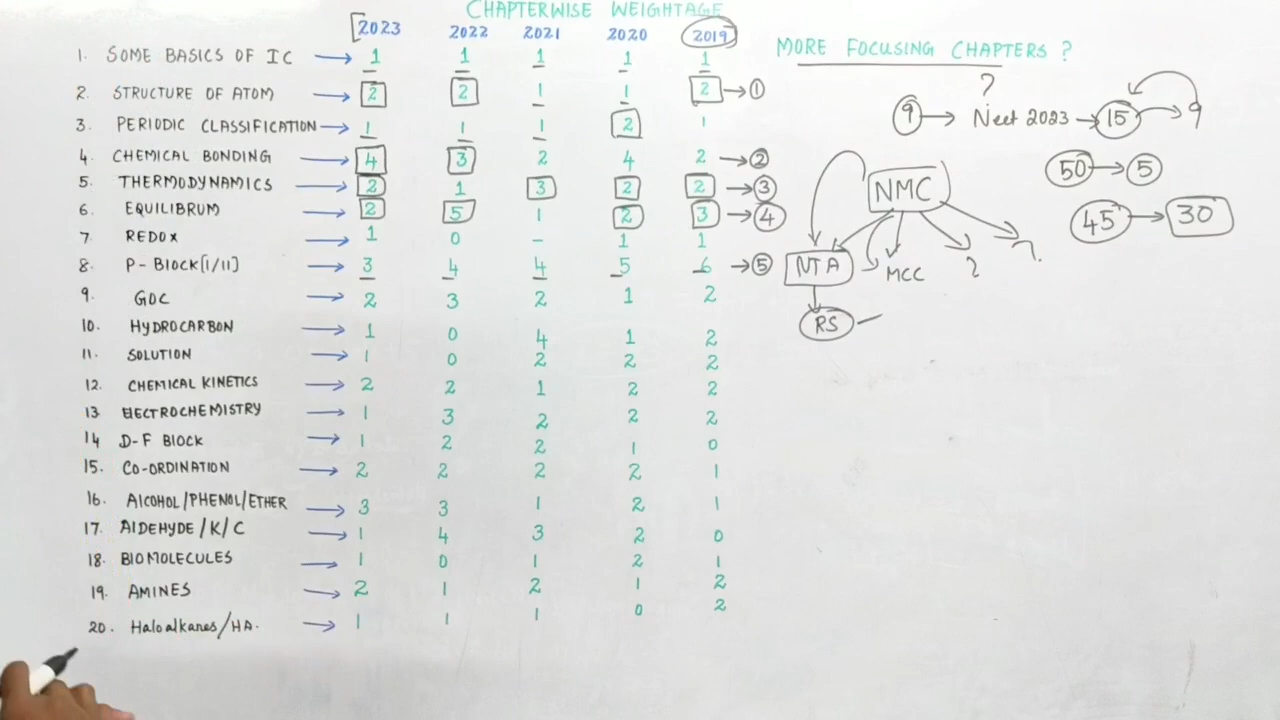 CHAPTERWISE WEIGHTAGE
2023 2022 2021 2020 2019
1. SOME BASICS OF IC → 1 1 1 1 1
2. STRUCTURE OF ATOM → 2 2 1 1 2 → 1
3. PERIODIC CLASSIFICATION → 1 1 1 2 1
4. CHEMICAL BONDING → 4 3 2 4 2 → 2
5. THERMODYNAMICS → 2 1 3 2 2 → 3
6. EQUILIBRUM → 2 5 1 2 3 → 4
7. REDOX → 1 0 - 1 1
8. P-BLOCK[I/II] → 3 4 4 5 6 → 5
9. GOC → 2 3 2 1 2
10. HYDROCARBON → 1 0 4 1 2
11. SOLUTION → 1 0 2 2 2
12. CHEMICAL KINETICS → 2 2 1 2 2
13 ELECTROCHEMISTRY → 1 3 2 2 2
14 D-F BLOCK → 1 2 2 1 0
15. CO-ORDINATION → 2 2 2 2 1
16. ALCOHOL/PHENOL/ETHER → 3 3 1 2 1
17. ALDEHYDE/K/C → 1 4 3 2 0
18. BIOMOLECULES → 1 0 1 2 1
19. AMINES → 2 1 2 1 2
20. Haloalkanes/HA. → 1 1 1 0 2
MORE FOCUSING CHAPTERS ?
?
9 → Neet 2023 → 15 → 9
50 → 5
NMC
45 → 30
NTA MCC ? ?
RS